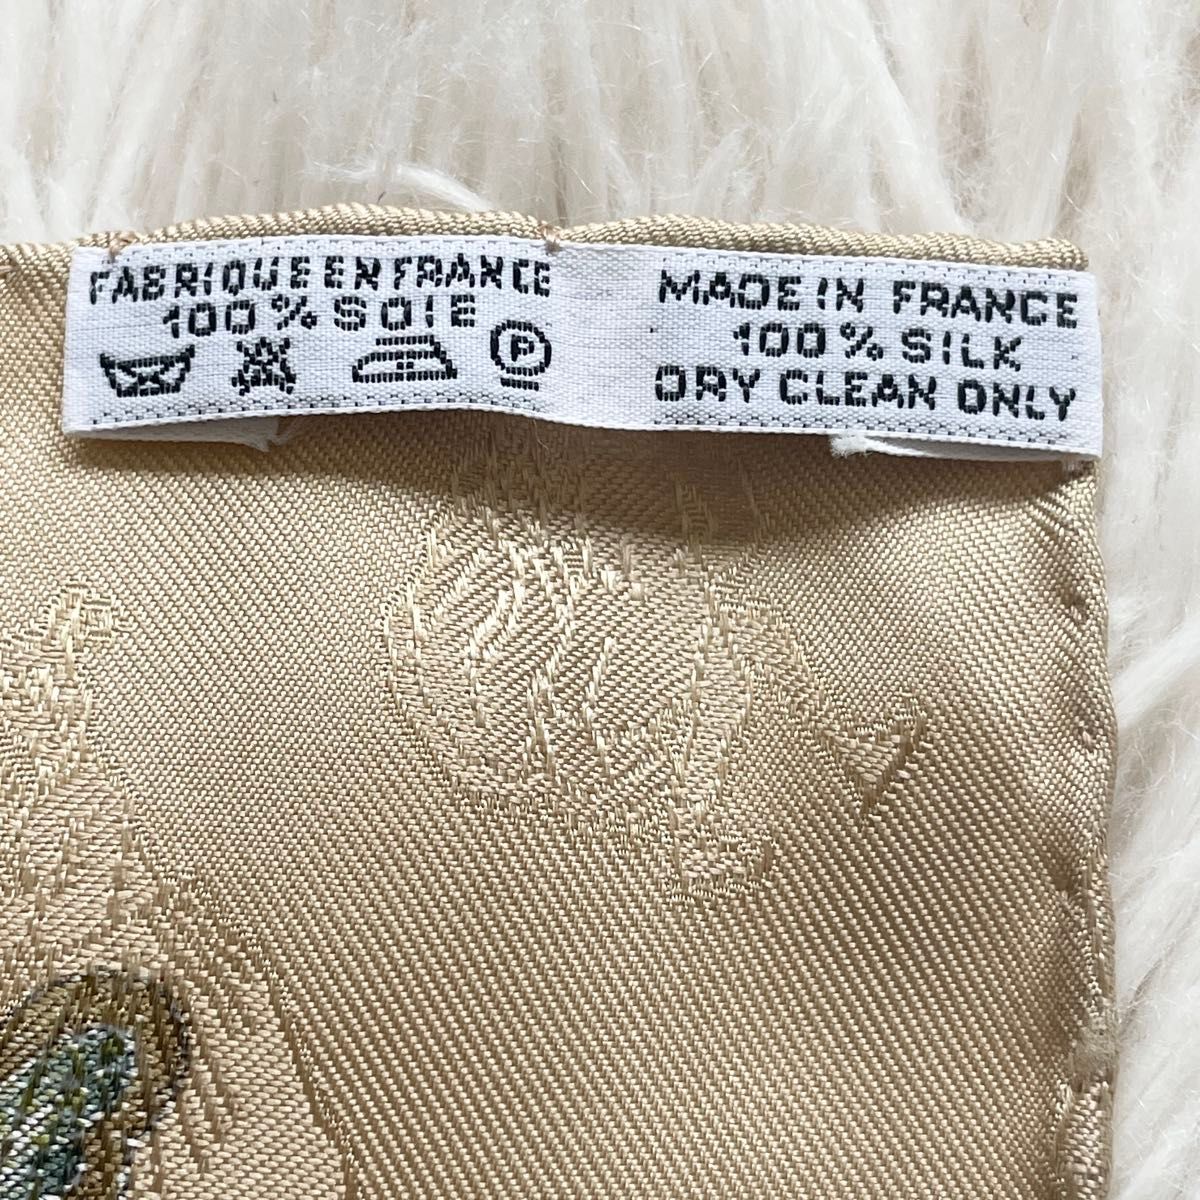 FABRIQUE EN FRANCE
100% SOIE
P
MADE IN FRANCE
100% SILK
DRY CLEAN ONLY